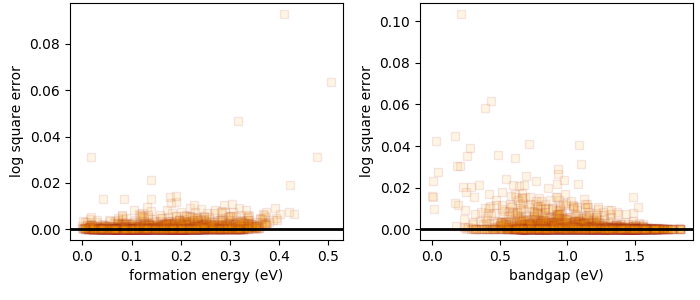 log square error
0.08
0.06
0.04
0.02
0.00
0.0 0.1 0.2 0.3 0.4 0.5
formation energy (eV)
log square error
0.10
0.08
0.06
0.04
0.02
0.00
0.0 0.5 1.0 1.5
bandgap (eV)